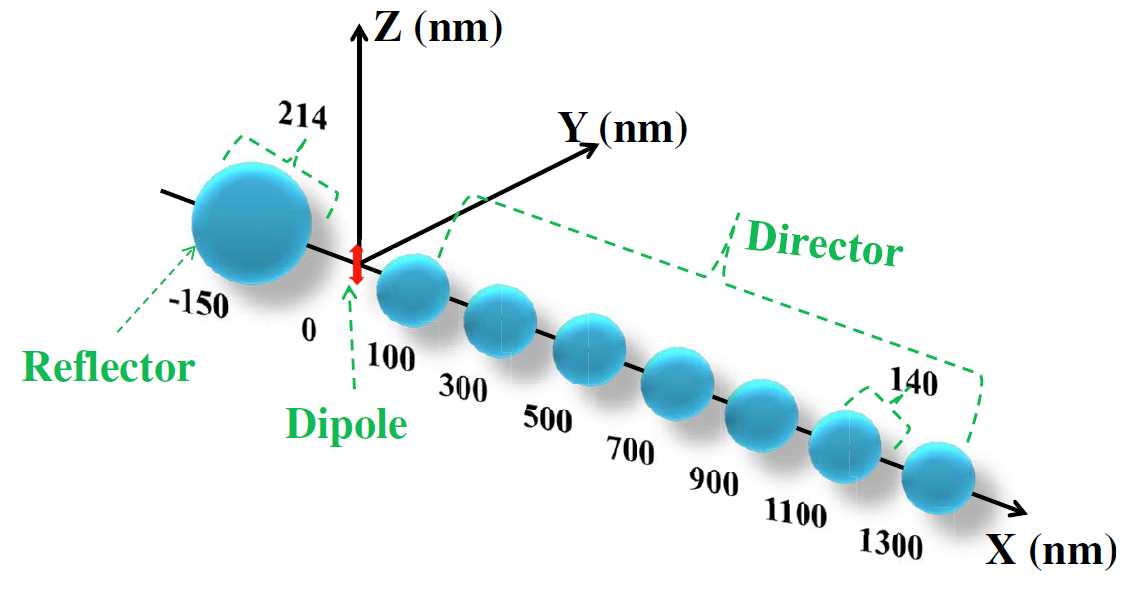 Z (nm)
214
Y (nm)
Director
-150
0
Reflector
100
300
Dipole
500
140
700
900
1100
1300
X (nm)